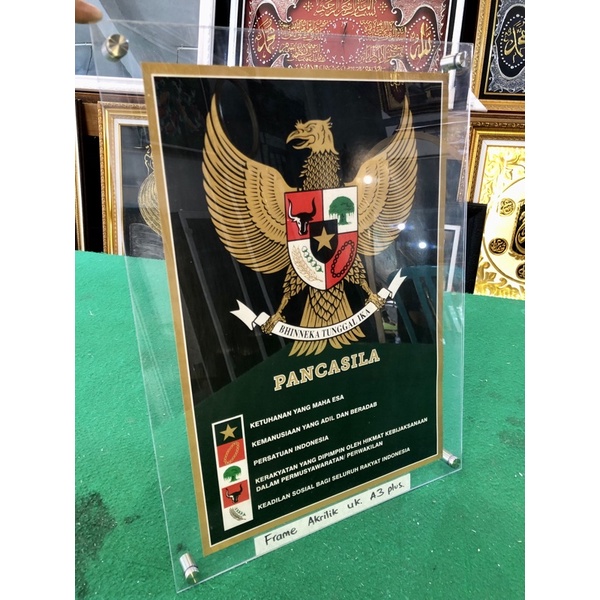 BHINNEKA TUNGGAL IKA
PANCASILA
KETUHANAN YANG MAHA ESA
KEMANUSIAAN YANG ADIL DAN BERADAB
PERSATUAN INDONESIA
KERAKYATAN YANG DIPIMPIN OLEH HIKMAT KEBIJAKSANAAN
DALAM PERMUSYAWARATAN/ PERWAKILAN
KEADILAN SOSIAL BAGI SELURUH RAKYAT INDONESIA
Frame Akrilik uk. A3 plus.